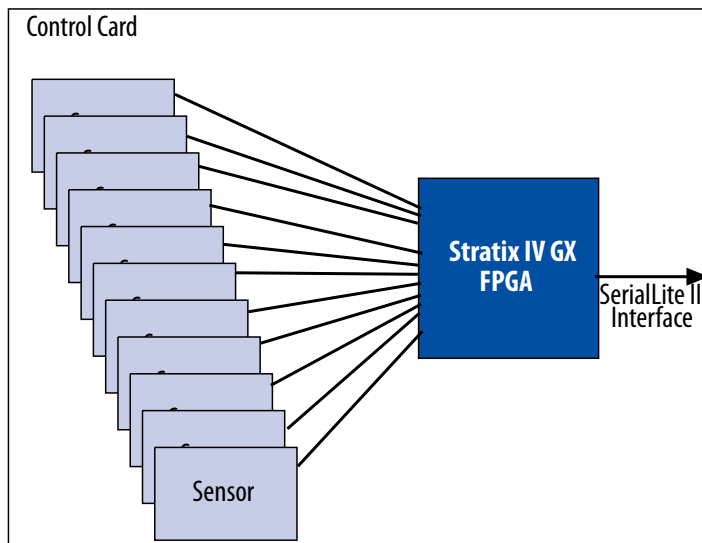 Control Card
Stratix IV GX
FPGA
SerialLite II
Interface
Sensor